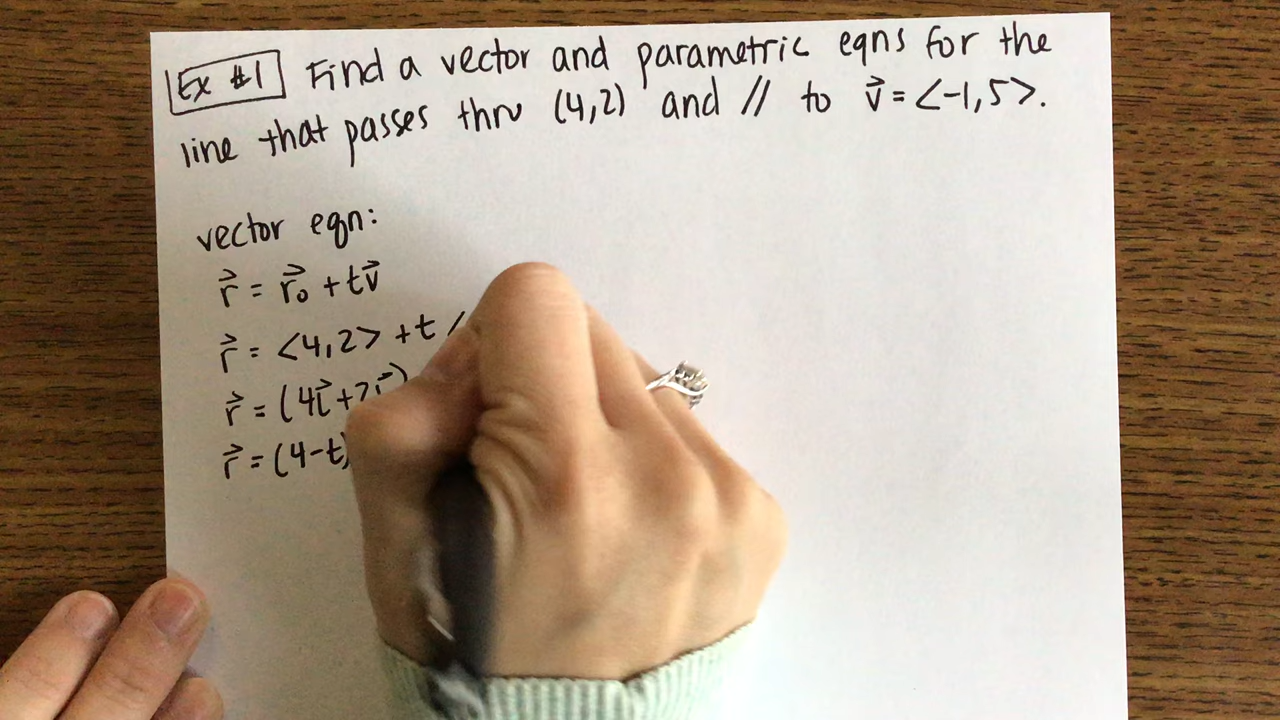 Ex #1 Find a vector and parametric eqns for the
line that passes thru (4,2) and // to v⃗ = <-1,5>.
vector eqn:
r⃗ = r⃗₀ + tv⃗
r⃗ = <4,2> + t <
r⃗ = (4i⃗+2j⃗)
r⃗ = (4-t)